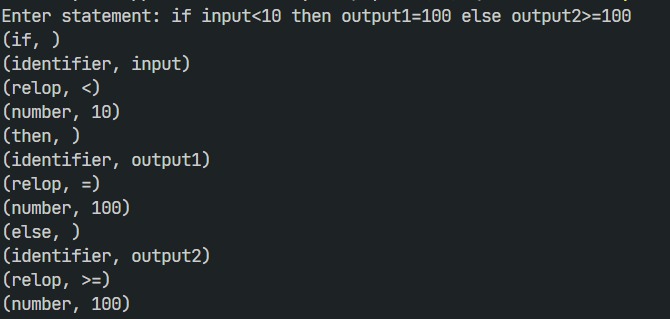 Enter statement: if input<10 then output1=100 else output2>=100
(if, )
(identifier, input)
(relop, <)
(number, 10)
(then, )
(identifier, output1)
(relop, =)
(number, 100)
(else, )
(identifier, output2)
(relop, >=)
(number, 100)